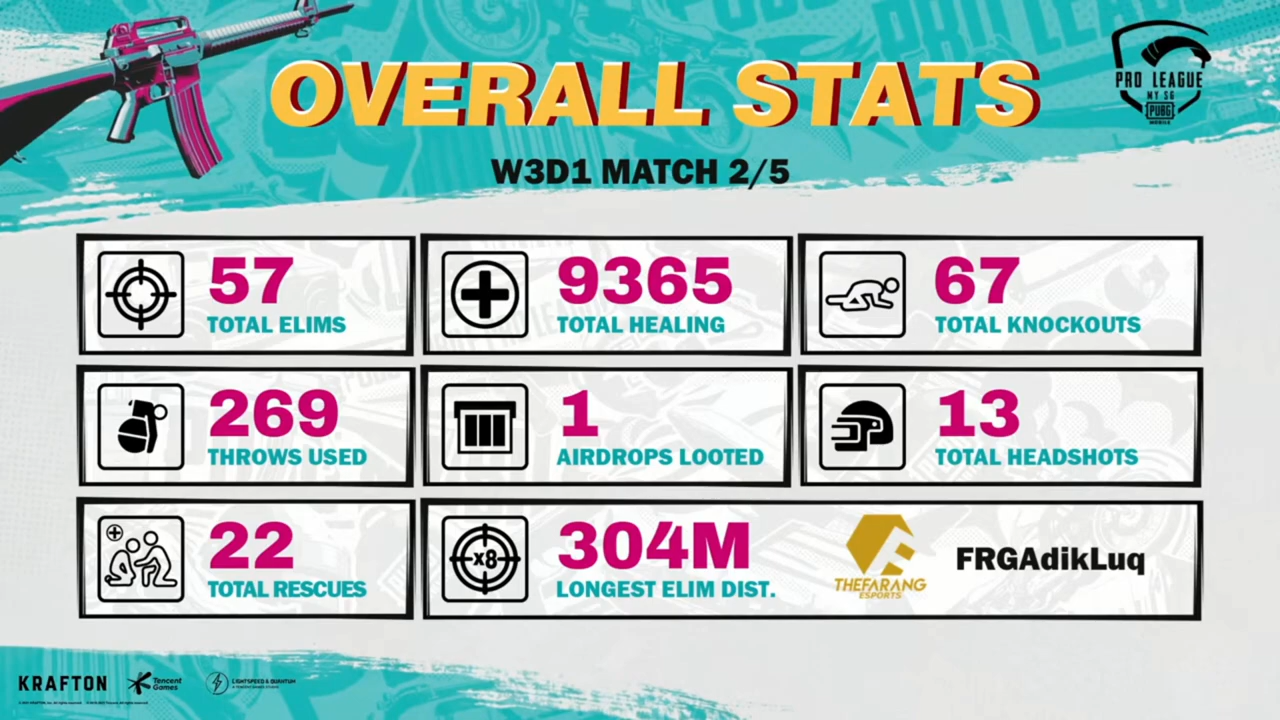 OVERALL STATS
PRO LEAGUE
MY SG
PUBG
MOBILE
W3D1 MATCH 2/5
57
TOTAL ELIMS
9365
TOTAL HEALING
67
TOTAL KNOCKOUTS
269
THROWS USED
1
AIRDROPS LOOTED
13
TOTAL HEADSHOTS
22
TOTAL RESCUES
x8
304M
LONGEST ELIM DIST.
THEFARANG
ESPORTS
FRGAdikLuq
KRAFTON
Tencent
Games
LIGHTSPEED & QUANTUM